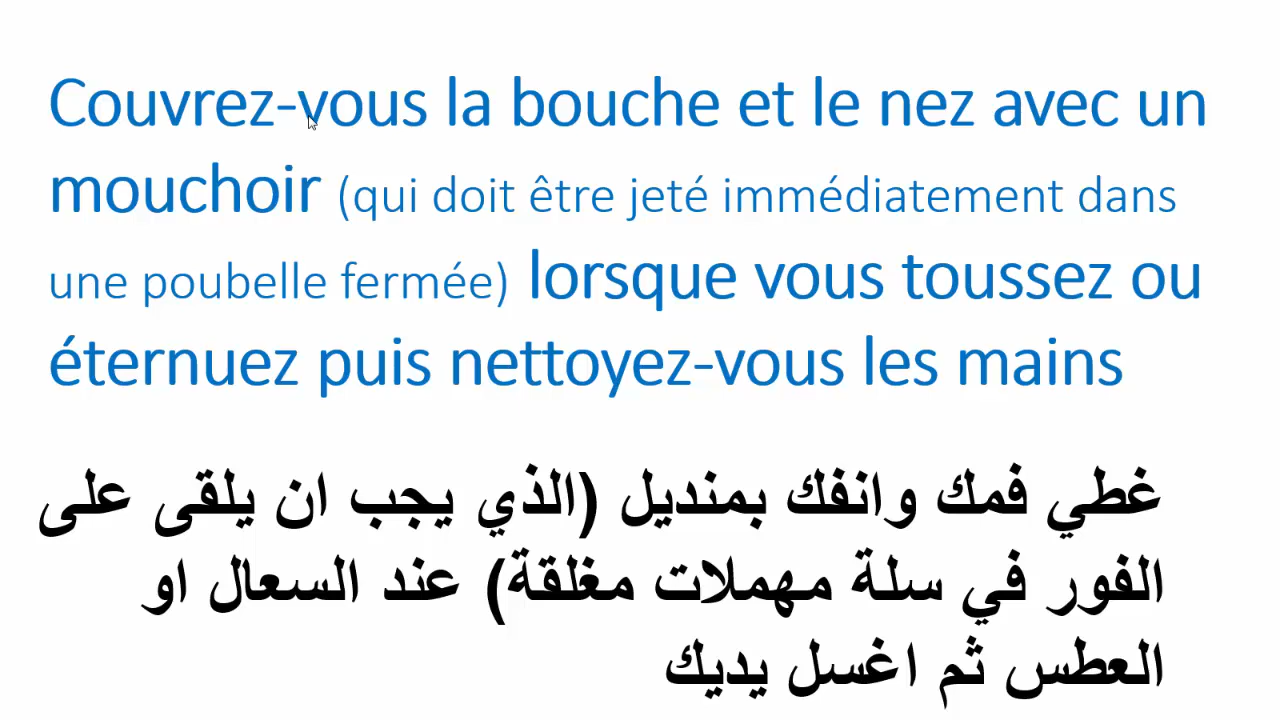 Couvrez-vous la bouche et le nez avec un
mouchoir (qui doit être jeté immédiatement dans
une poubelle fermée) lorsque vous toussez ou
éternuez puis nettoyez-vous les mains
غطي فمك وانفك بمنديل (الذي يجب ان يلقى على
الفور في سلة مهملات مغلقة) عند السعال او
العطس ثم اغسل يديك